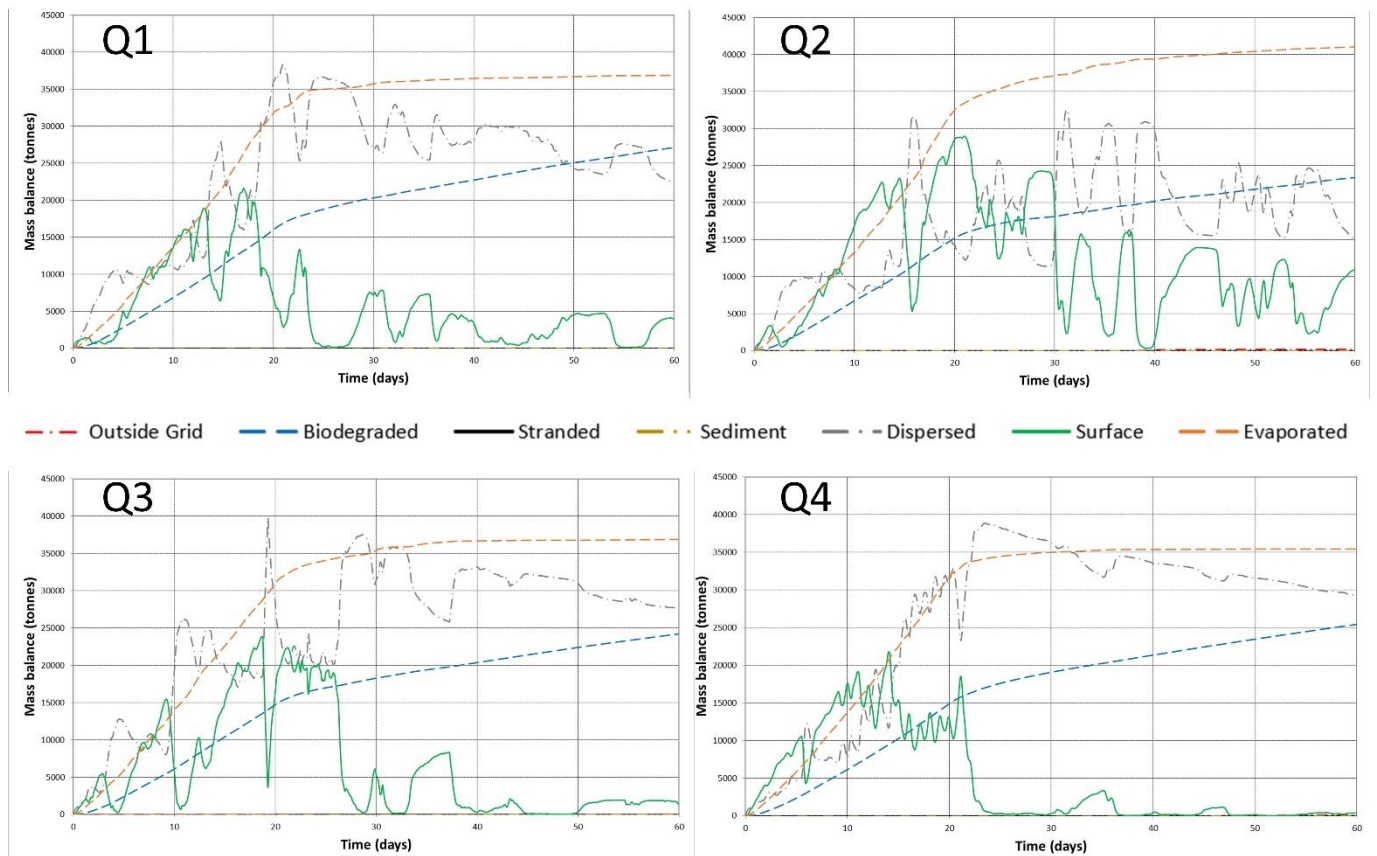 Q1
45000
40000
35000
30000
25000
20000
15000
10000
5000
0
Mass balance (tonnes)
0 10 20 30 40 50 60
Time (days)
Q2
45000
40000
35000
30000
25000
20000
15000
10000
5000
0
Mass balance (tonnes)
0 10 20 30 40 50 60
Time (days)
Outside Grid Biodegraded Stranded Sediment Dispersed Surface Evaporated
Q3
45000
40000
35000
30000
25000
20000
15000
10000
5000
0
Mass balance (tonnes)
0 10 20 30 40 50 60
Time (days)
Q4
45000
40000
35000
30000
25000
20000
15000
10000
5000
0
Mass balance (tonnes)
0 10 20 30 40 50 60
Time (days)